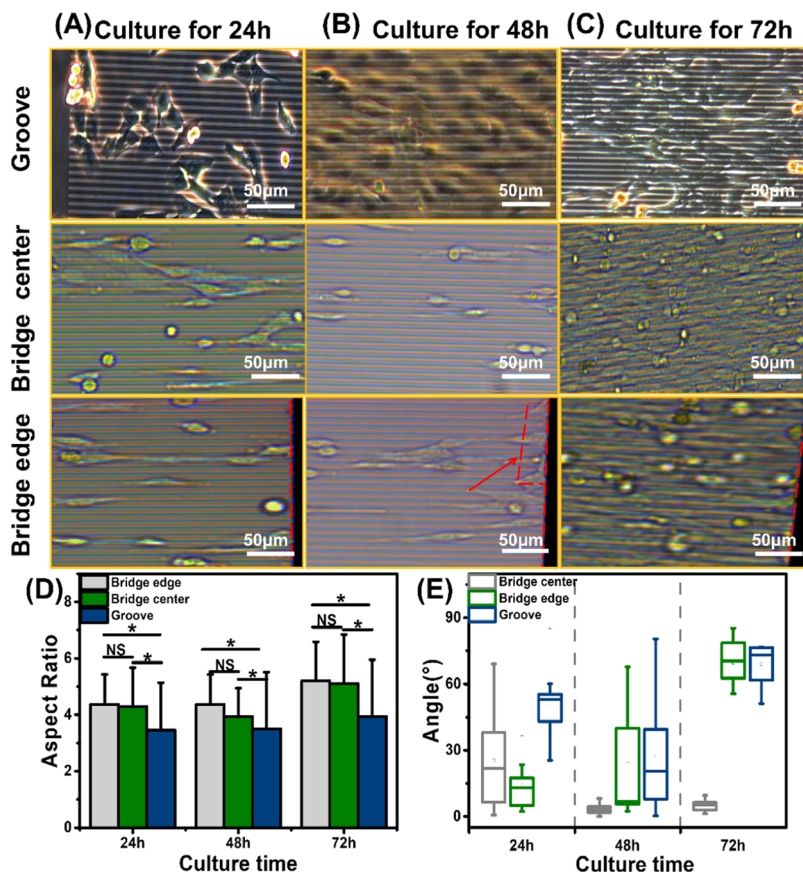 (A) Culture for 24h
(B) Culture for 48h
(C) Culture for 72h
Groove
50μm
50μm
50μm
Bridge center
50μm
50μm
50μm
Bridge edge
50μm
50μm
50μm
(D)
Bridge edge
Bridge center
Groove
*
NS
*
*
NS
*
*
NS
*
8
6
4
2
0
Aspect Ratio
24h
48h
72h
Culture time
(E)
Bridge center
Bridge edge
Groove
90
60
30
0
Angle(°)
24h
48h
72h
Culture time